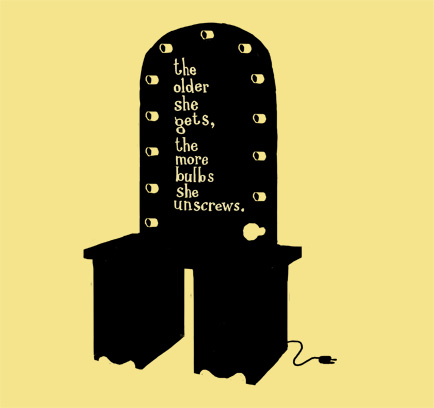 the
older
she
gets,
the
more
bulbs
she
unscrews.